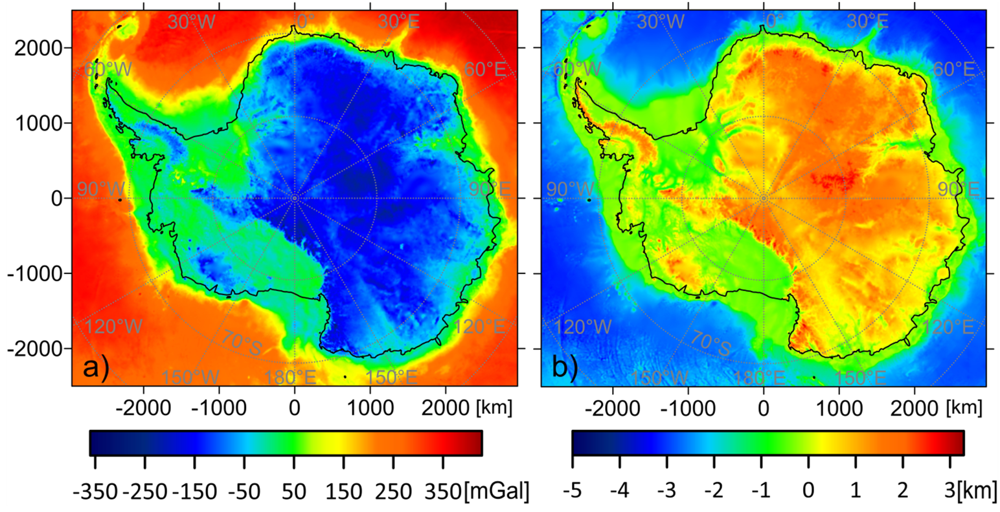 30°W 0° 30°E
30°W 0° 30°E
2000
60°W 60°E
60°W 60°E
1000
90°W 90°E
90°W 90°E
0
-1000
120°W 120°E
120°W 120°E
-2000
70°S
70°S
a)
b)
150°W 180°E 150°E
150°W 180°E 150°E
-2000 -1000 0 1000 2000 [km]
-2000 -1000 0 1000 2000 [km]
-350 -250 -150 -50 50 150 250 350[mGal]
-5 -4 -3 -2 -1 0 1 2 3[km]